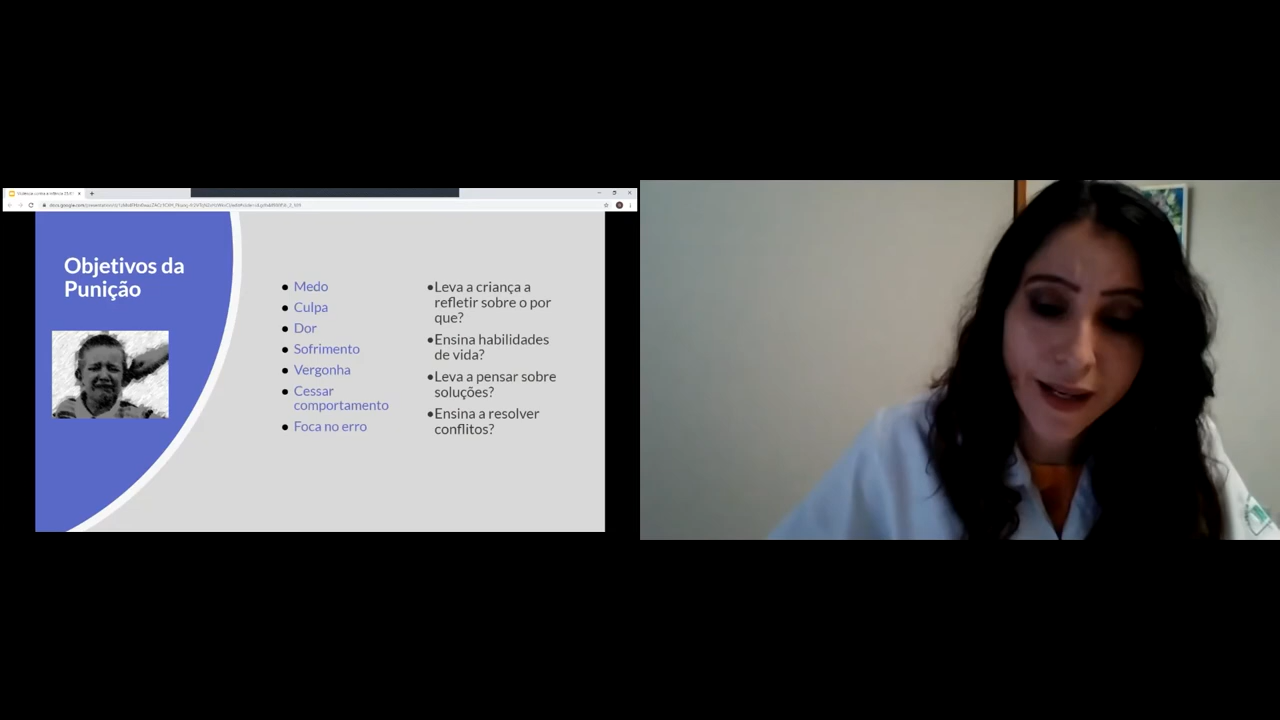 Objetivos da
Punição
Medo
Culpa
Dor
Sofrimento
Vergonha
Cessar
comportamento
Foca no erro
Leva a criança a
refletir sobre o por
que?
Ensina habilidades
de vida?
Leva a pensar sobre
soluções?
Ensina a resolver
conflitos?